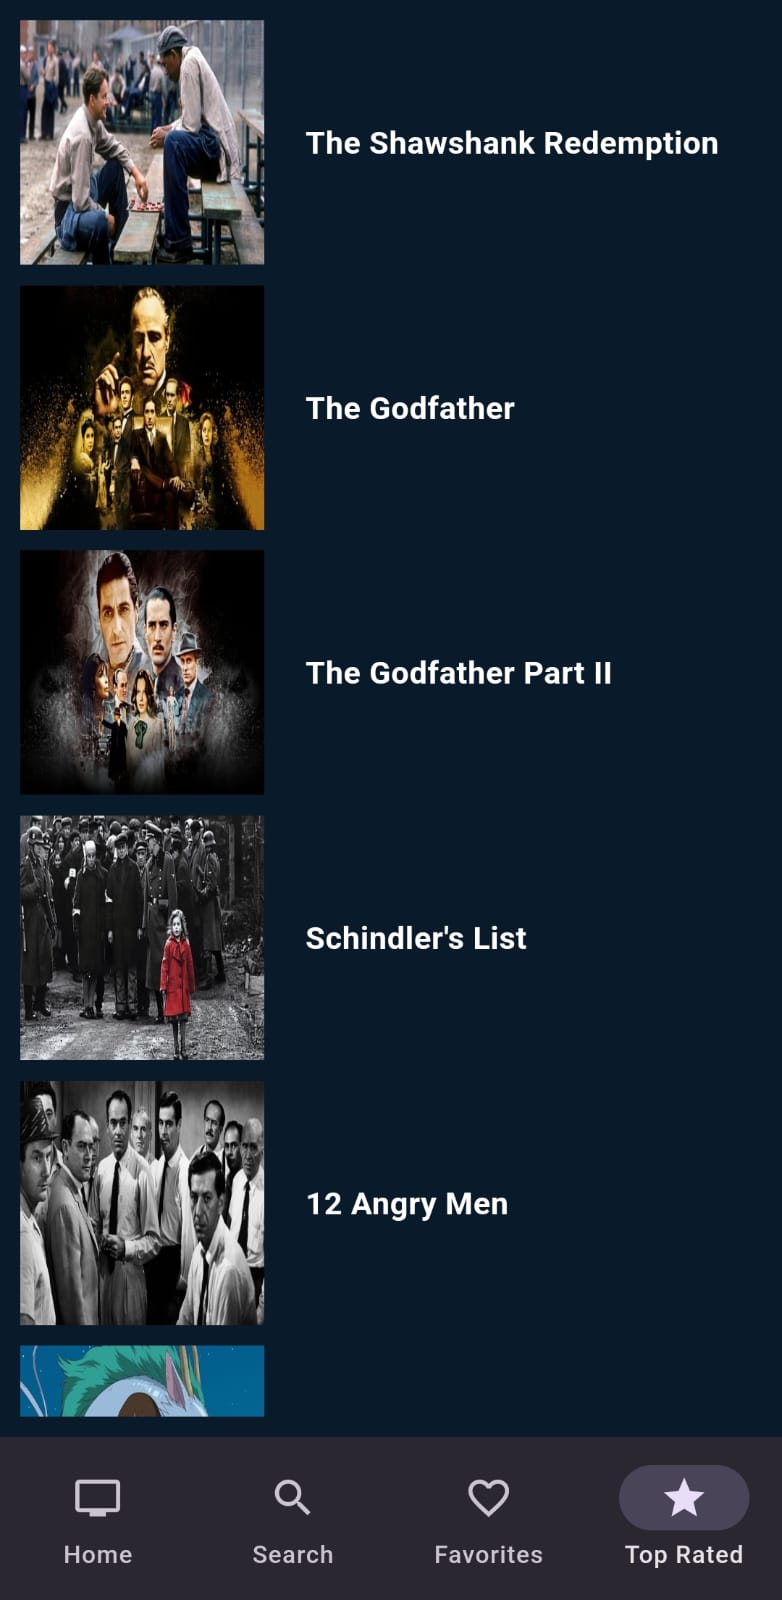 The Shawshank Redemption
The Godfather
The Godfather Part II
Schindler's List
12 Angry Men
Home
Search
Favorites
Top Rated